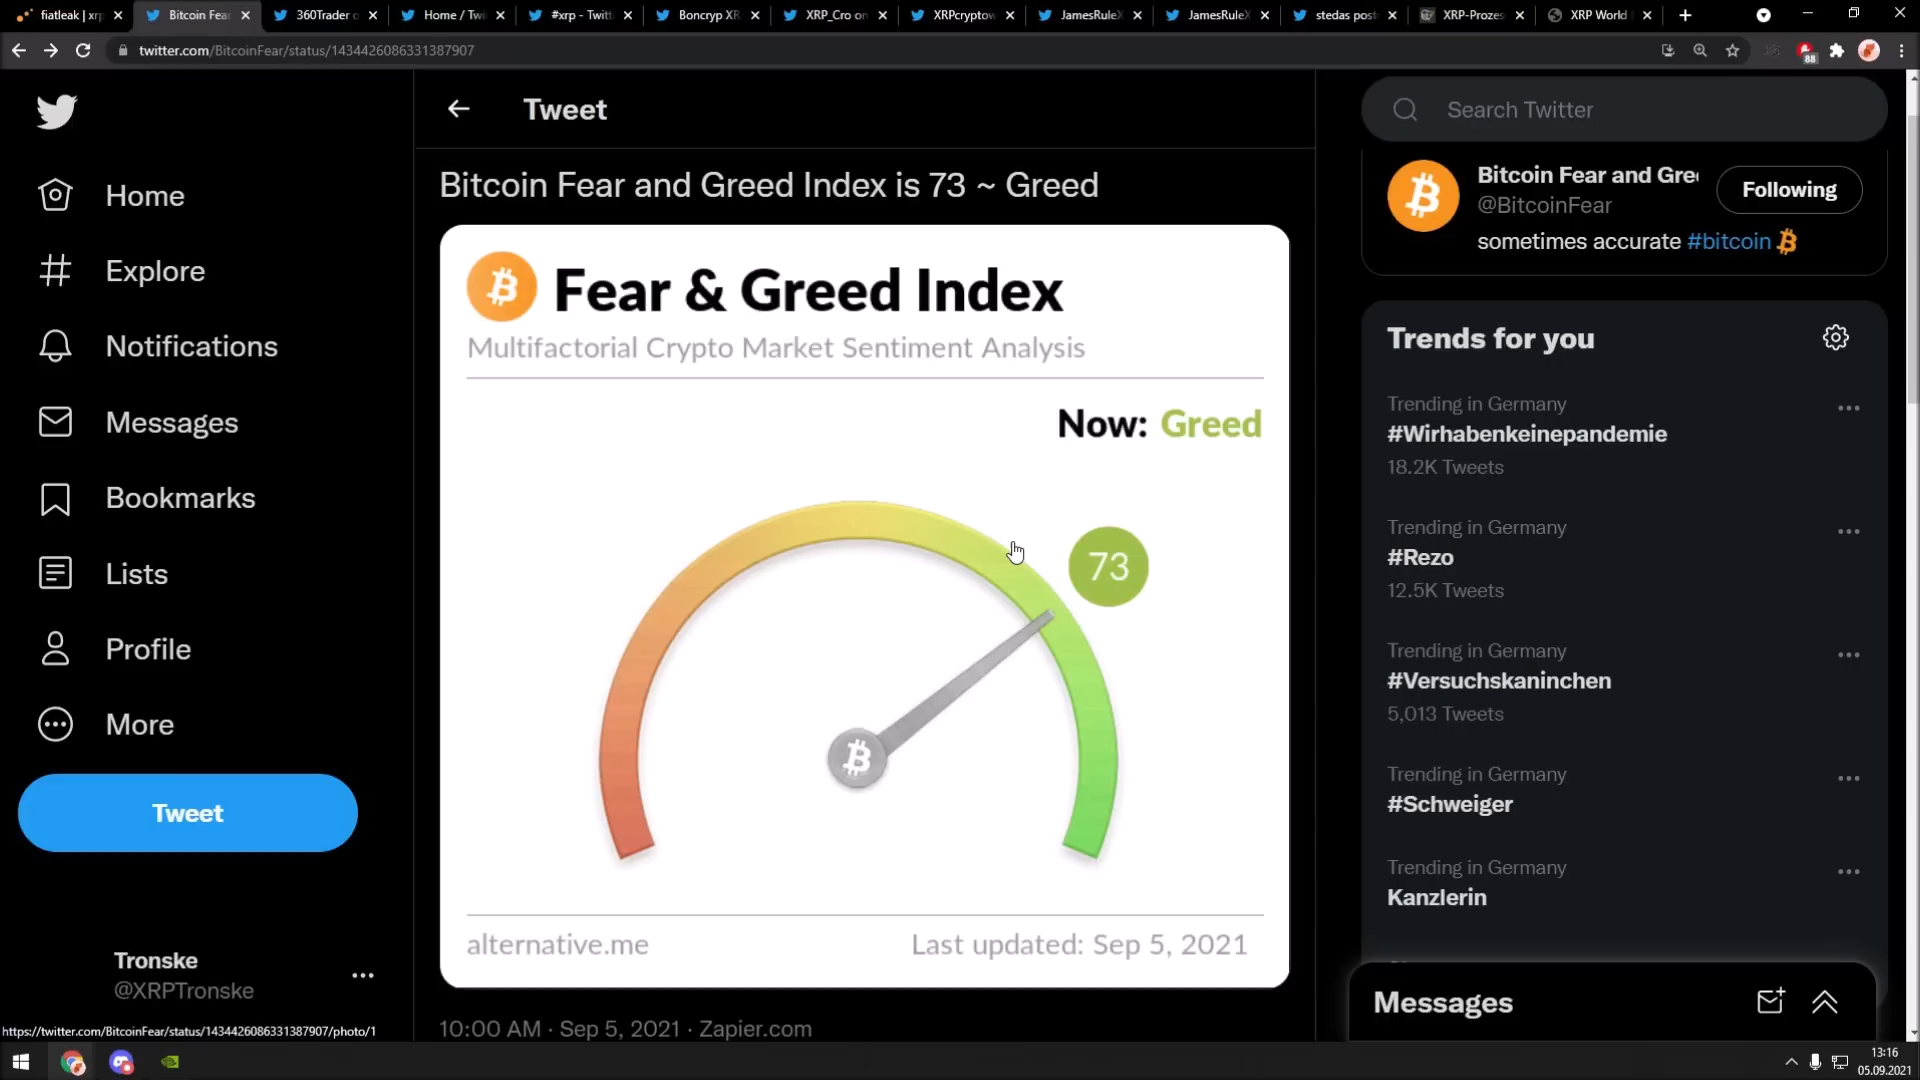 fiatleak | xrp
Bitcoin Fear
360Trader o
Home / Twi
#xrp - Twitt
Boncryp XR
XRP_Cro on
XRPcryptow
JamesRuleX
JamesRuleX
stedas post
XRP-Prozes
XRP World
twitter.com/BitcoinFear/status/1434426086331387907
88
Home
Explore
Notifications
Messages
Bookmarks
Lists
Profile
More
Tweet
Tronske
@XRPTronske
https://twitter.com/BitcoinFear/status/1434426086331387907/photo/1
Tweet
Bitcoin Fear and Greed Index is 73 ~ Greed
Fear & Greed Index
Multifactorial Crypto Market Sentiment Analysis
Now: Greed
73
alternative.me
Last updated: Sep 5, 2021
10:00 AM · Sep 5, 2021 · Zapier.com
Search Twitter
Bitcoin Fear and Gree
@BitcoinFear
Following
sometimes accurate #bitcoin
Trends for you
Trending in Germany
#Wirhabenkeinepandemie
18.2K Tweets
Trending in Germany
#Rezo
12.5K Tweets
Trending in Germany
#Versuchskaninchen
5,013 Tweets
Trending in Germany
#Schweiger
Trending in Germany
Kanzlerin
Messages
13:16
05.09.2021